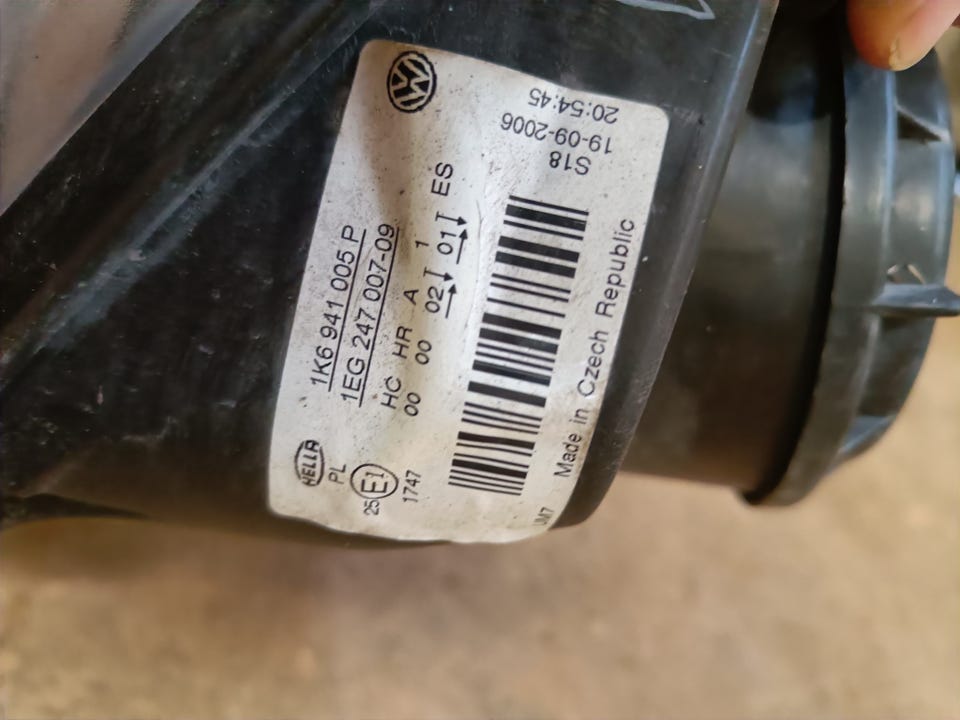 1K6 941 005 P
1EG 247 007-09
HC HR A 1 ES
00 00 02 01
HELLA
PL
25 E1
1747
S18
19-09-2006
20:54:45
Made in Czech Republic